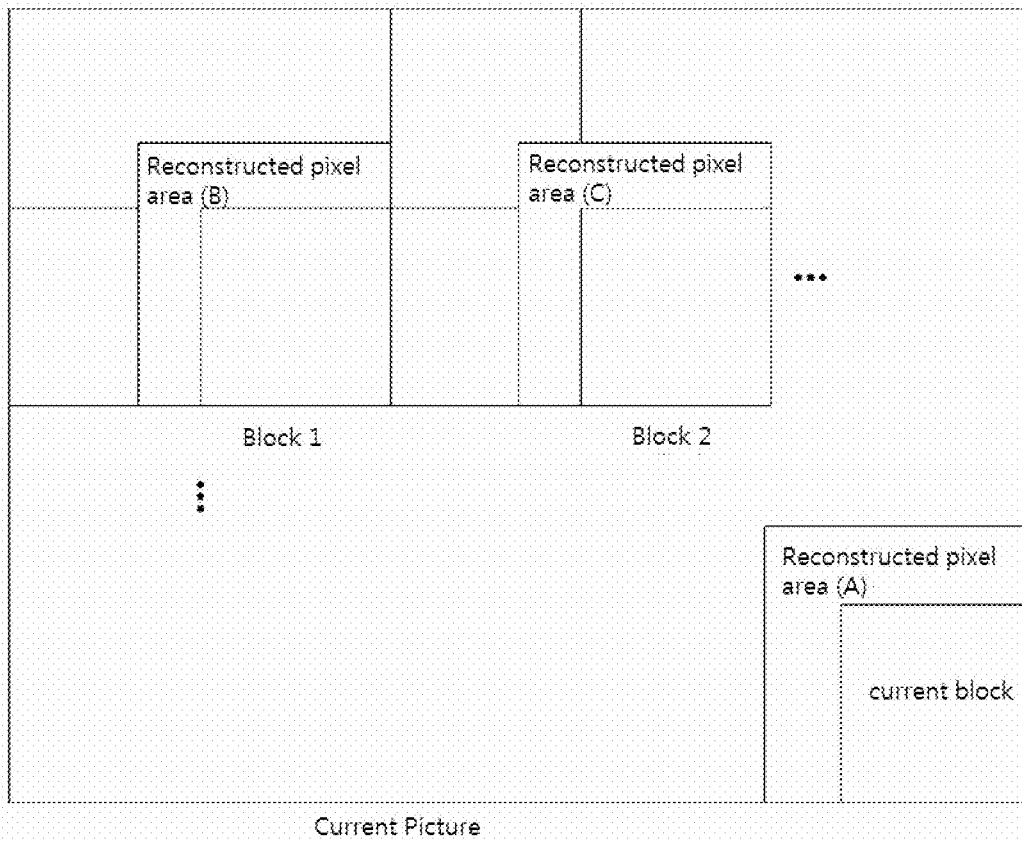 Reconstructed pixel
area (B)
Reconstructed pixel
area (C)
Block 1
Block 2
Reconstructed pixel
area (A)
current block
Current Picture